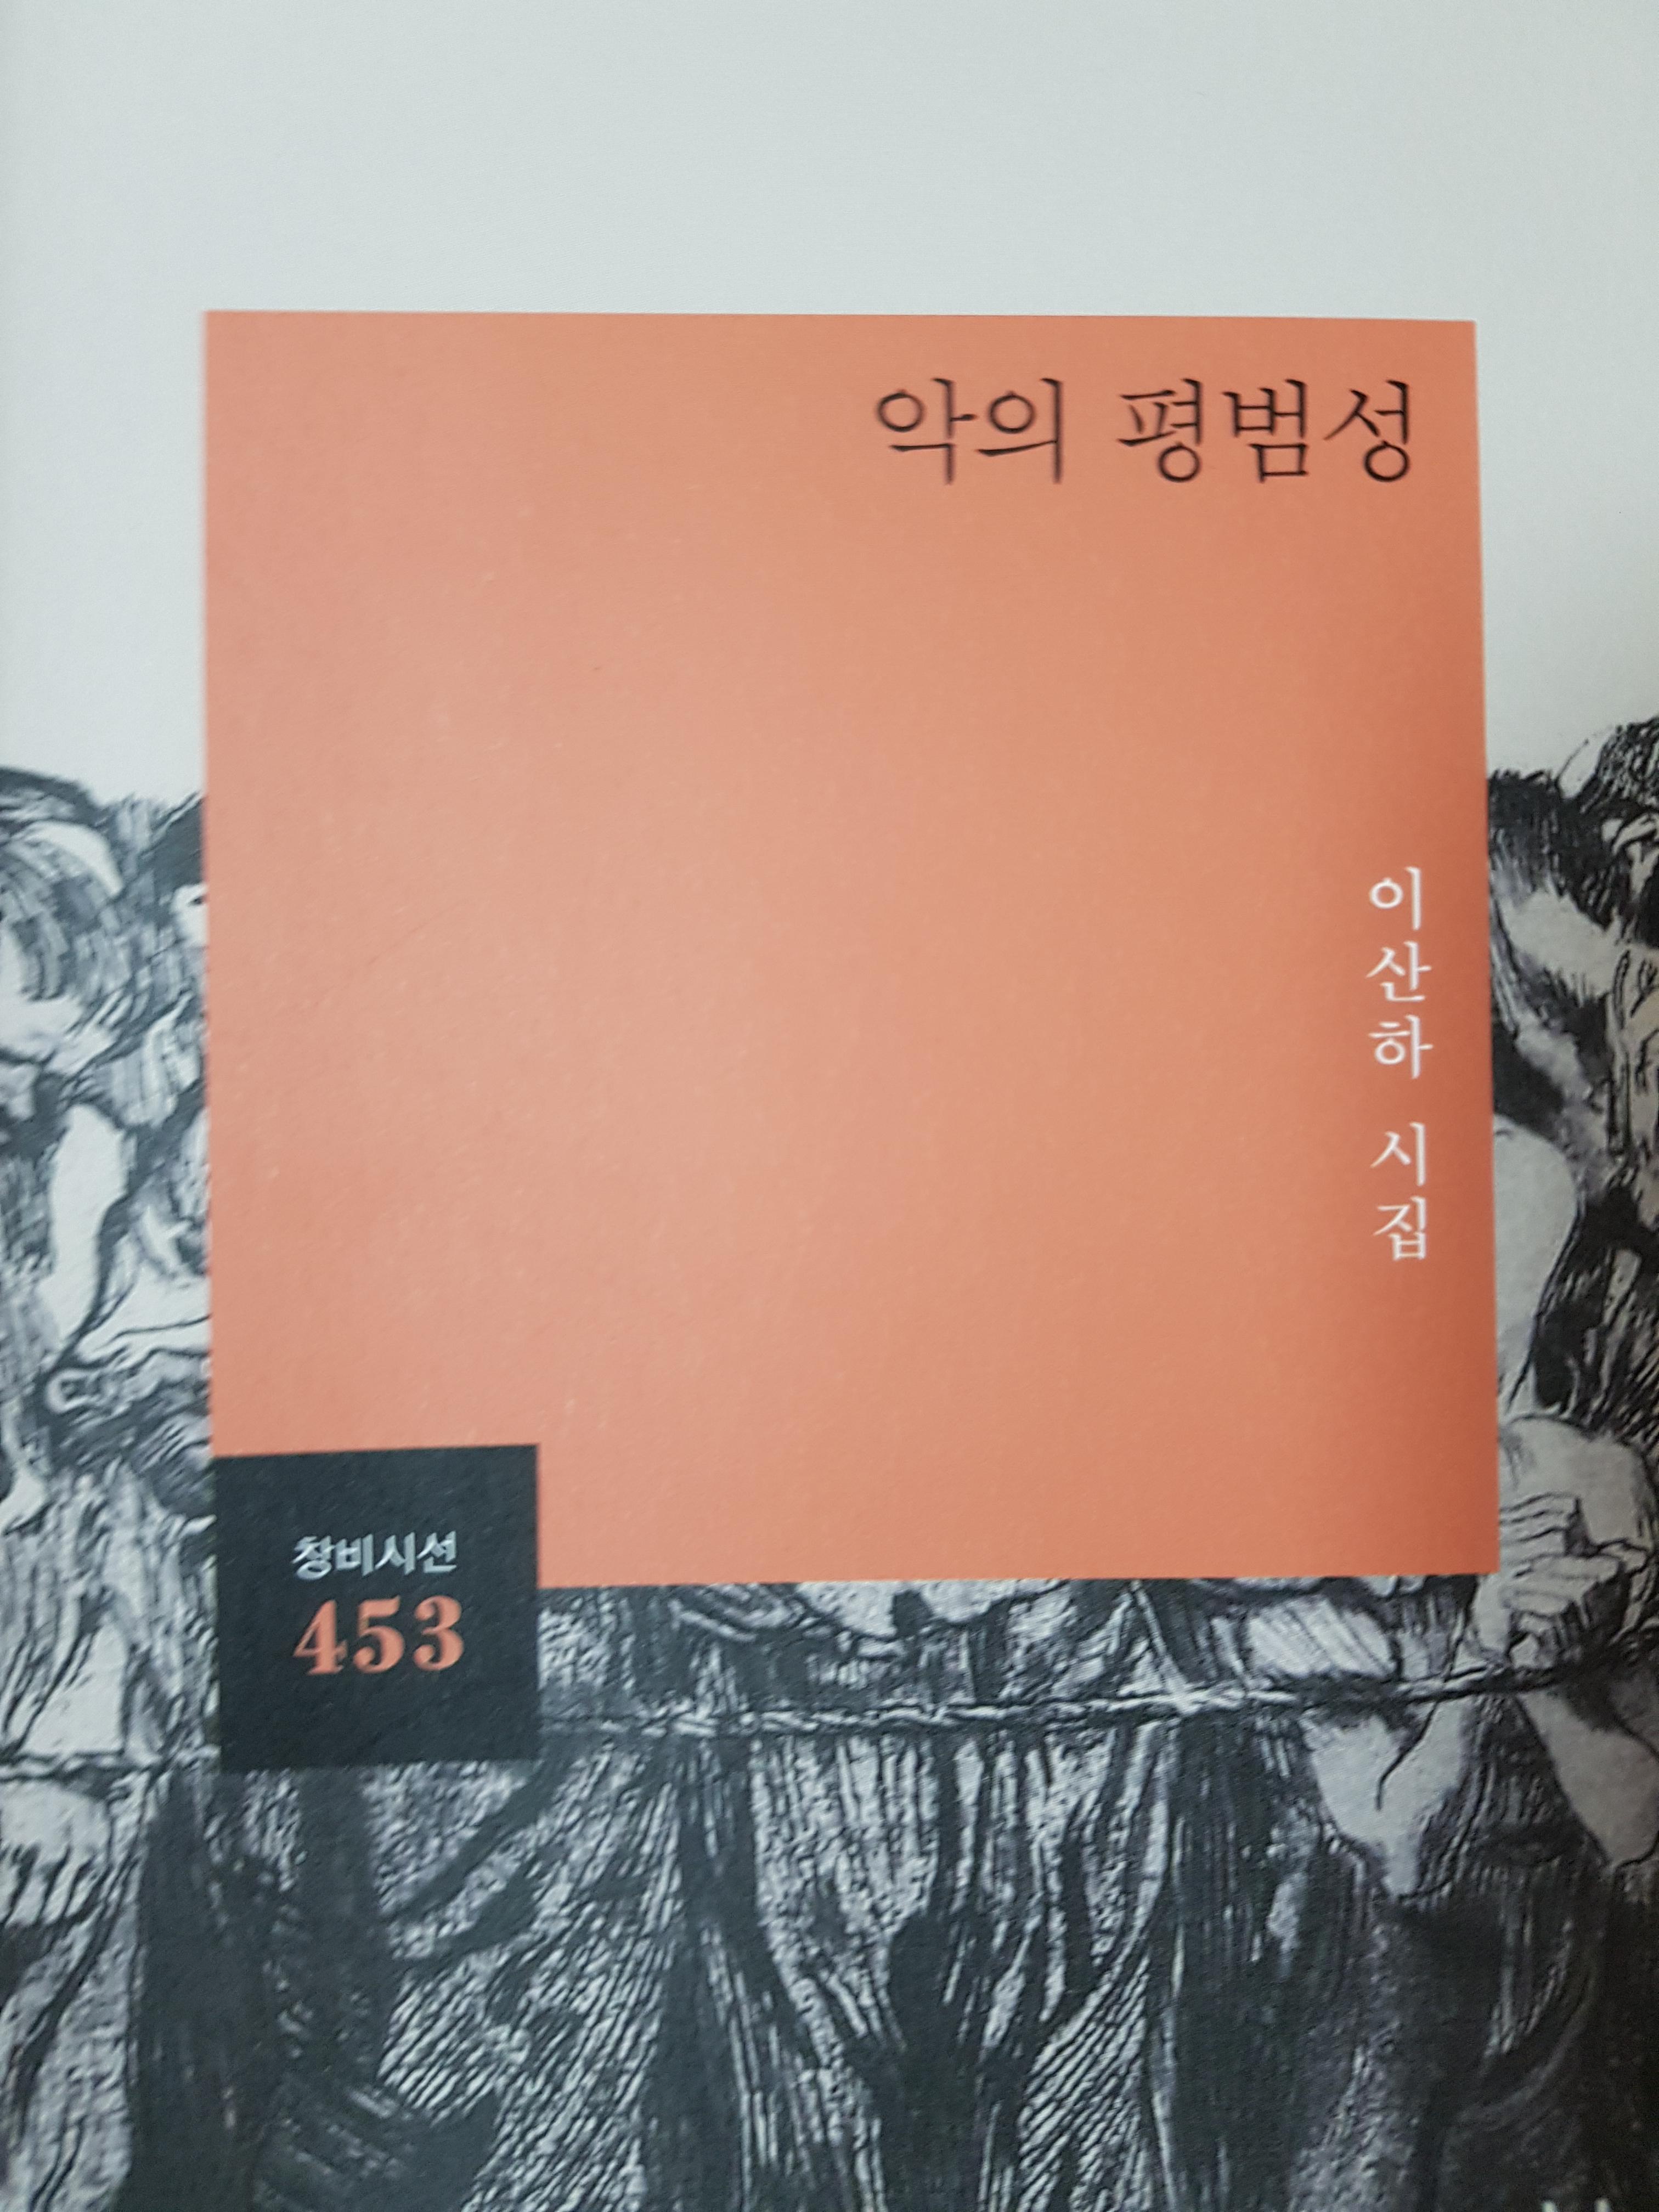 악의 평범성
이산하 시집
창비시선
453